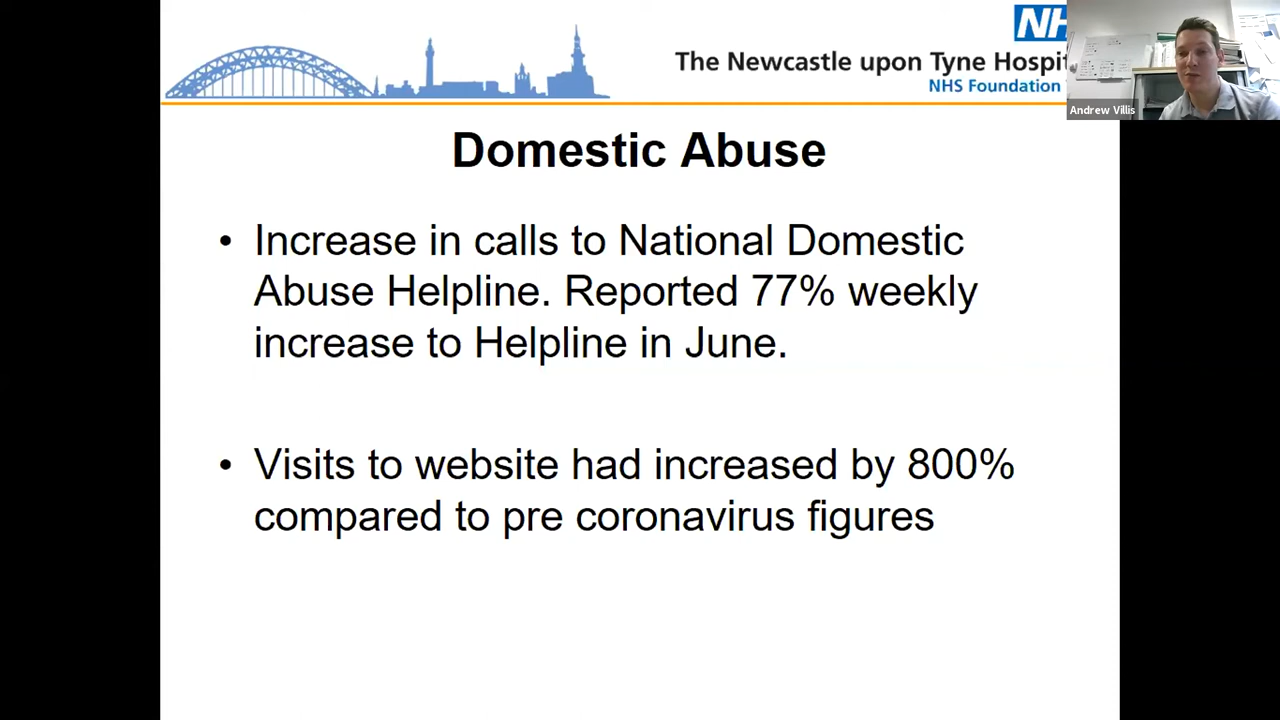 NH
The Newcastle upon Tyne Hospit
NHS Foundation
Andrew Villis
Domestic Abuse
• Increase in calls to National Domestic
Abuse Helpline. Reported 77% weekly
increase to Helpline in June.
• Visits to website had increased by 800%
compared to pre coronavirus figures